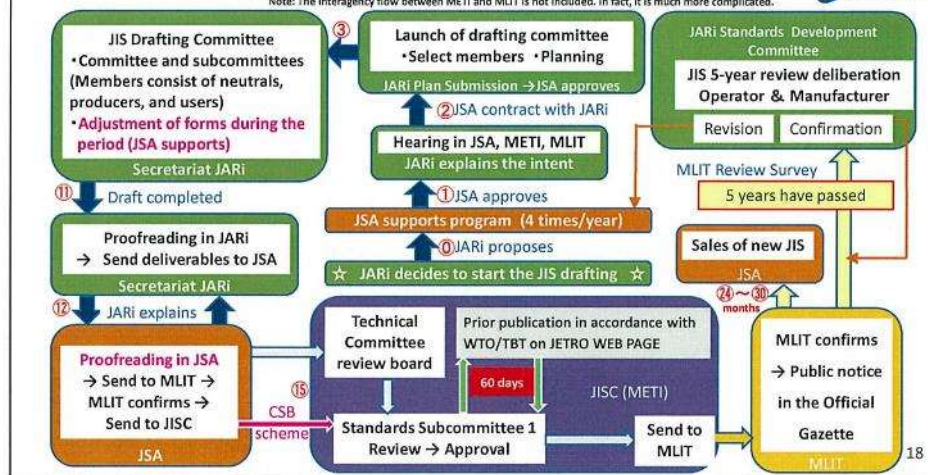 Note: The interagency flow between METI and MLIT is not included. In fact, it is much more complicated.
JIS Drafting Committee
・Committee and subcommittees
(Members consist of neutrals,
producers, and users)
・Adjustment of forms during the
period (JSA supports)
Secretariat JARi
③
Launch of drafting committee
・Select members ・Planning
JARi Plan Submission →JSA approves
②JSA contract with JARi
Hearing in JSA, METI, MLIT
JARi explains the intent
①JSA approves
JSA supports program (4 times/year)
⓪JARi proposes
☆ JARi decides to start the JIS drafting ☆
JARi Standards Development
Committee
JIS 5-year review deliberation
Operator & Manufacturer
Revision
Confirmation
MLIT Review Survey
5 years have passed
Sales of new JIS
JSA
㉔～㉚
months
⑪
Draft completed
Proofreading in JARi
→ Send deliverables to JSA
Secretariat JARi
⑫
JARi explains
Proofreading in JSA
→ Send to MLIT →
MLIT confirms →
Send to JISC
JSA
⑮
CSB
scheme
Technical
Committee
review board
Prior publication in accordance with
WTO/TBT on JETRO WEB PAGE
60 days
JISC (METI)
Standards Subcommittee 1
Review → Approval
Send to
MLIT
MLIT confirms
→ Public notice
in the Official
Gazette
MLIT
18